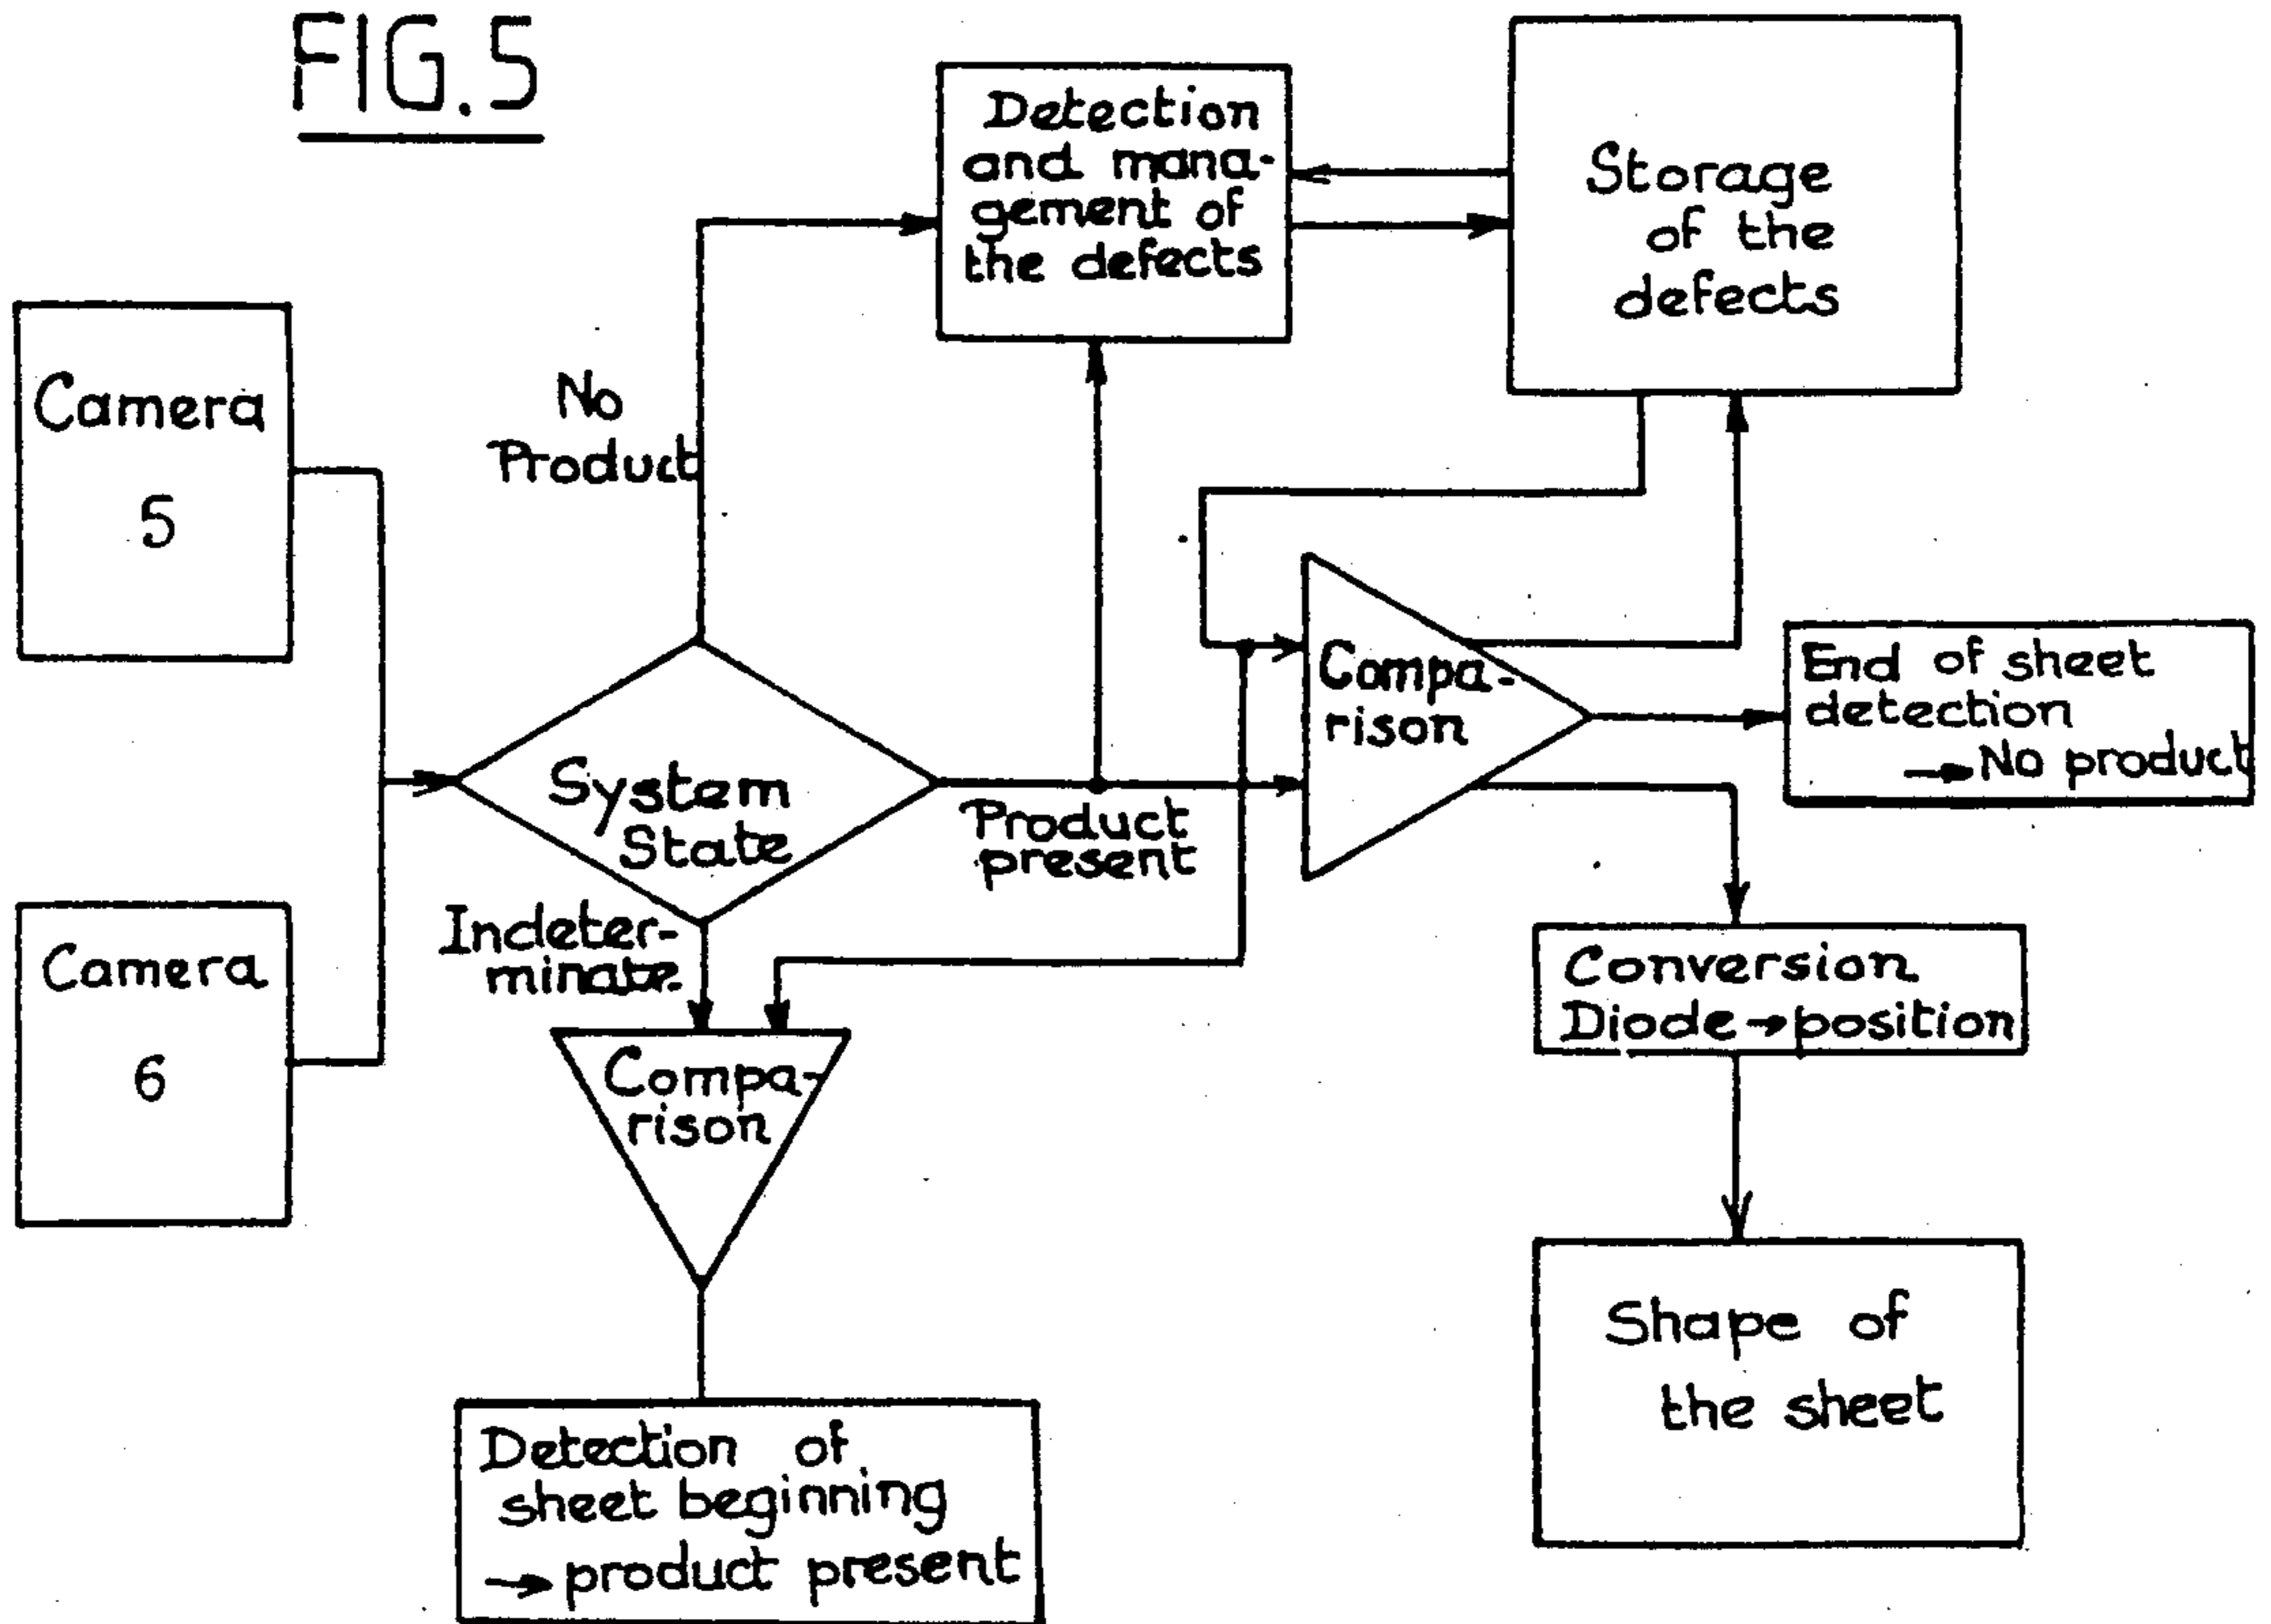 FIG.5
Detection
and mana-
gement of
the defects
Storage
of the
defects
Camera
5
No
Product
Compa-
rison
End of sheet
detection
→ No product
System
State
Product
present
Camera
6
Indeter-
minate.
Conversion
Diode → position
Compa-
rison
Shape of
the sheet
Detection of
sheet beginning
→ product present